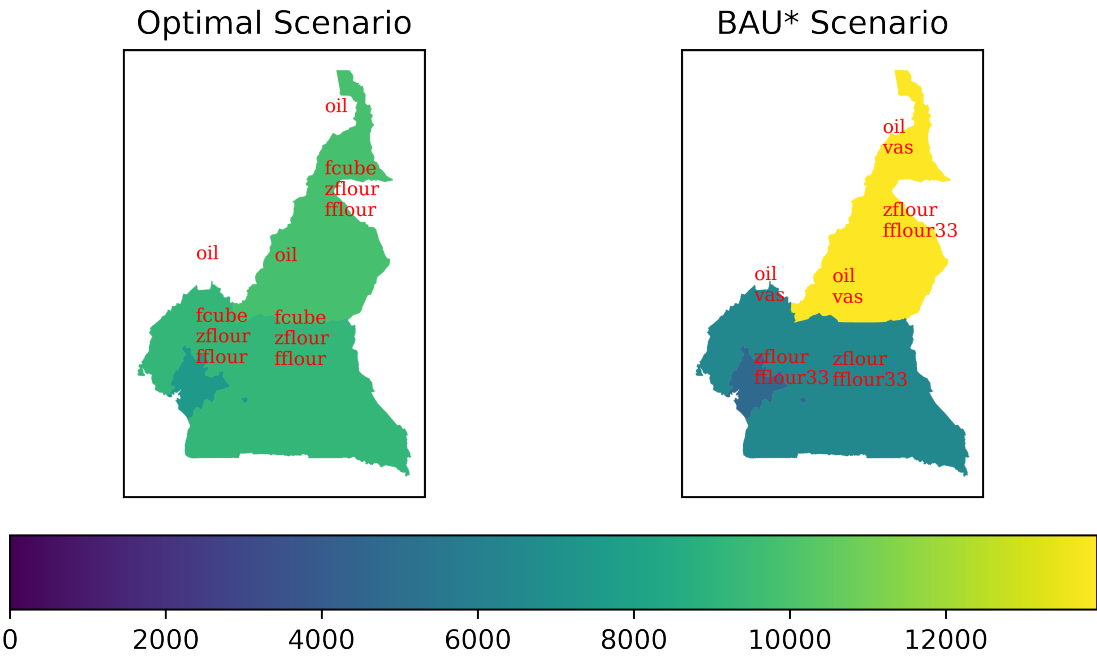 Optimal Scenario
BAU* Scenario
oil
fcube
zflour
fflour
oil
oil
fcube
zflour
fflour
fcube
zflour
fflour
oil
vas
zflour
fflour33
oil
vas
oil
vas
zflour
fflour33
zflour
fflour33
0 2000 4000 6000 8000 10000 12000